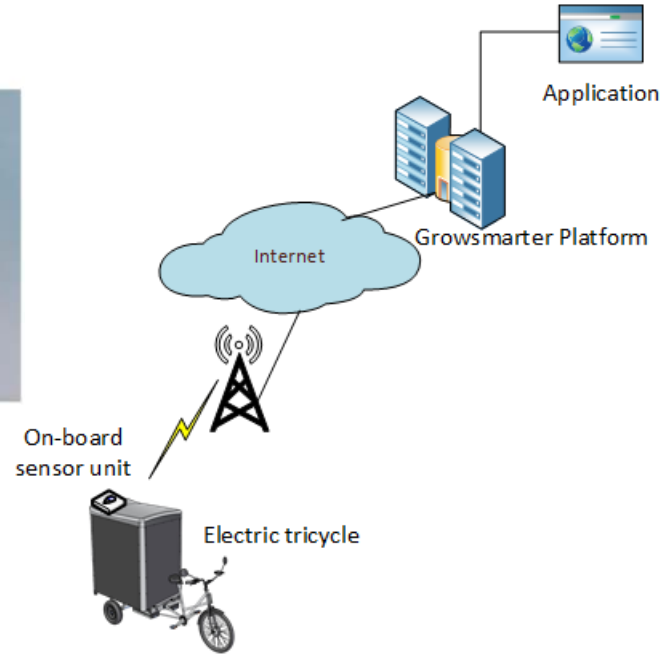 Application
Growsmarter Platform
Internet
On-board
sensor unit
Electric tricycle